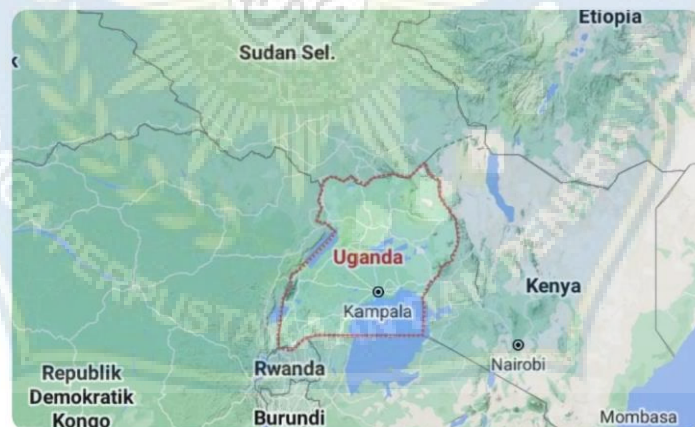 Etiopia
Sudan Sel.
Uganda
Kampala
Kenya
Nairobi
Rwanda
Republik
Demokratik
Kongo
Burundi
Mombasa